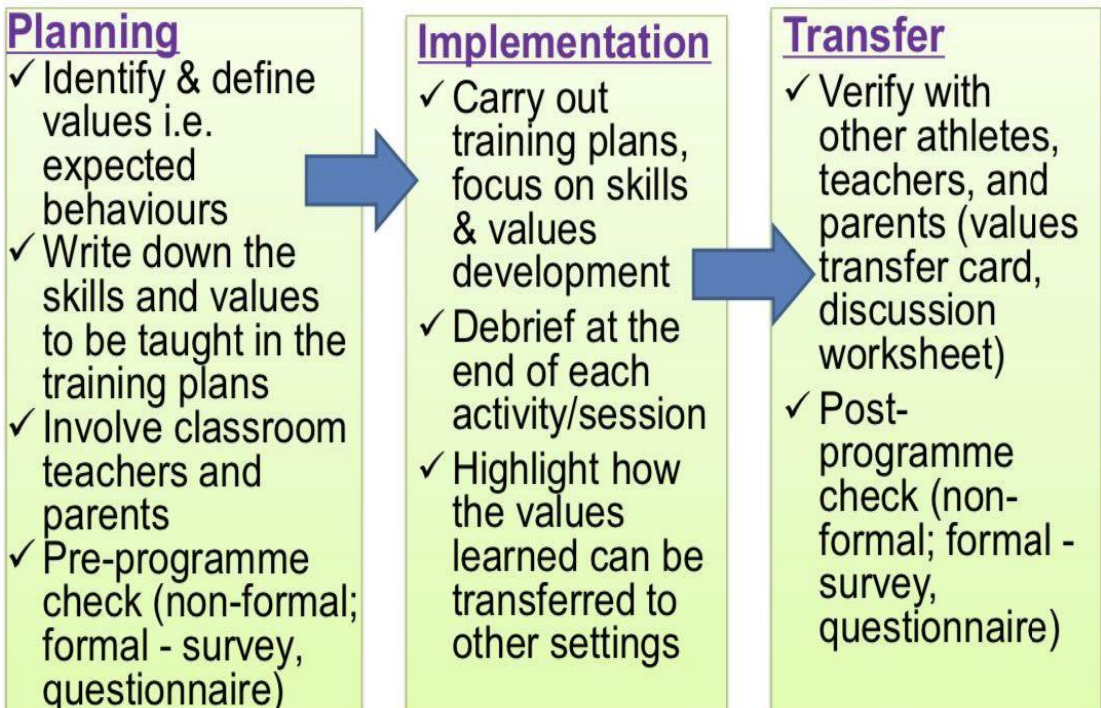 Planning
✓ Identify & define
values i.e.
expected
behaviours
✓ Write down the
skills and values
to be taught in the
training plans
✓ Involve classroom
teachers and
parents
✓ Pre-programme
check (non-formal;
formal - survey,
questionnaire)
Implementation
✓ Carry out
training plans,
focus on skills
& values
development
✓ Debrief at the
end of each
activity/session
✓ Highlight how
the values
learned can be
transferred to
other settings
Transfer
✓ Verify with
other athletes,
teachers, and
parents (values
transfer card,
discussion
worksheet)
✓ Post-
programme
check (non-
formal; formal -
survey,
questionnaire)